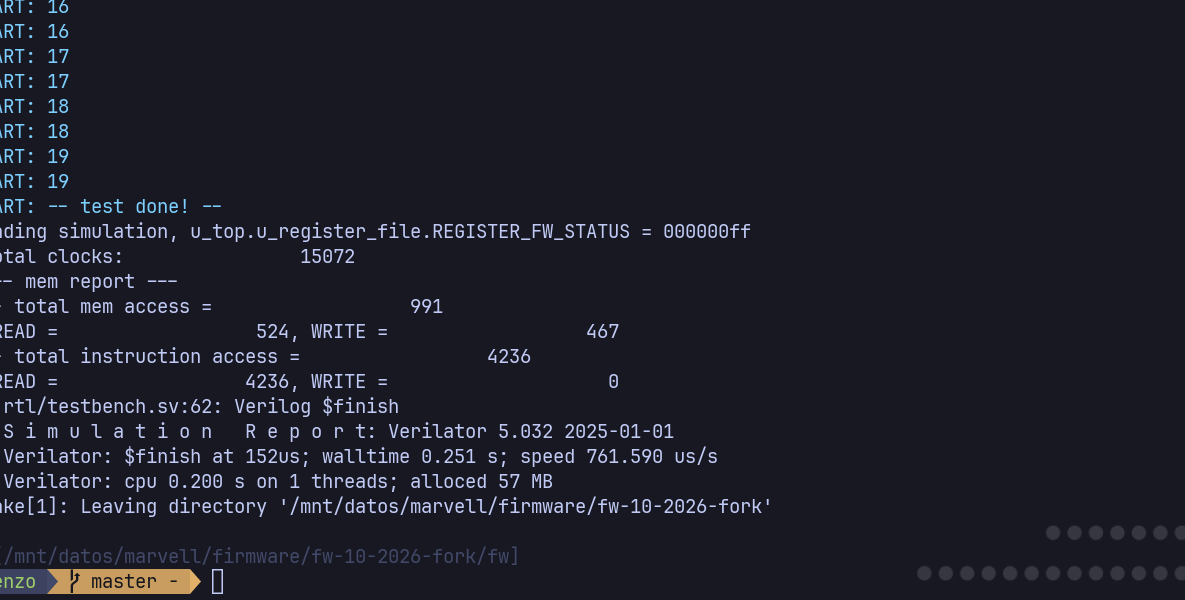 ART: 16
ART: 16
ART: 17
ART: 17
ART: 18
ART: 18
ART: 19
ART: 19
ART: -- test done! --
nding simulation, u_top.u_register_file.REGISTER_FW_STATUS = 000000ff
otal clocks: 15072
-- mem report ---
- total mem access = 991
READ = 524, WRITE = 467
- total instruction access = 4236
READ = 4236, WRITE = 0
rtl/testbench.sv:62: Verilog $finish
S i m u l a t i o n   R e p o r t: Verilator 5.032 2025-01-01
Verilator: $finish at 152us; walltime 0.251 s; speed 761.590 us/s
Verilator: cpu 0.200 s on 1 threads; alloced 57 MB
ake[1]: Leaving directory '/mnt/datos/marvell/firmware/fw-10-2026-fork'
[/mnt/datos/marvell/firmware/fw-10-2026-fork/fw]
enzo master -